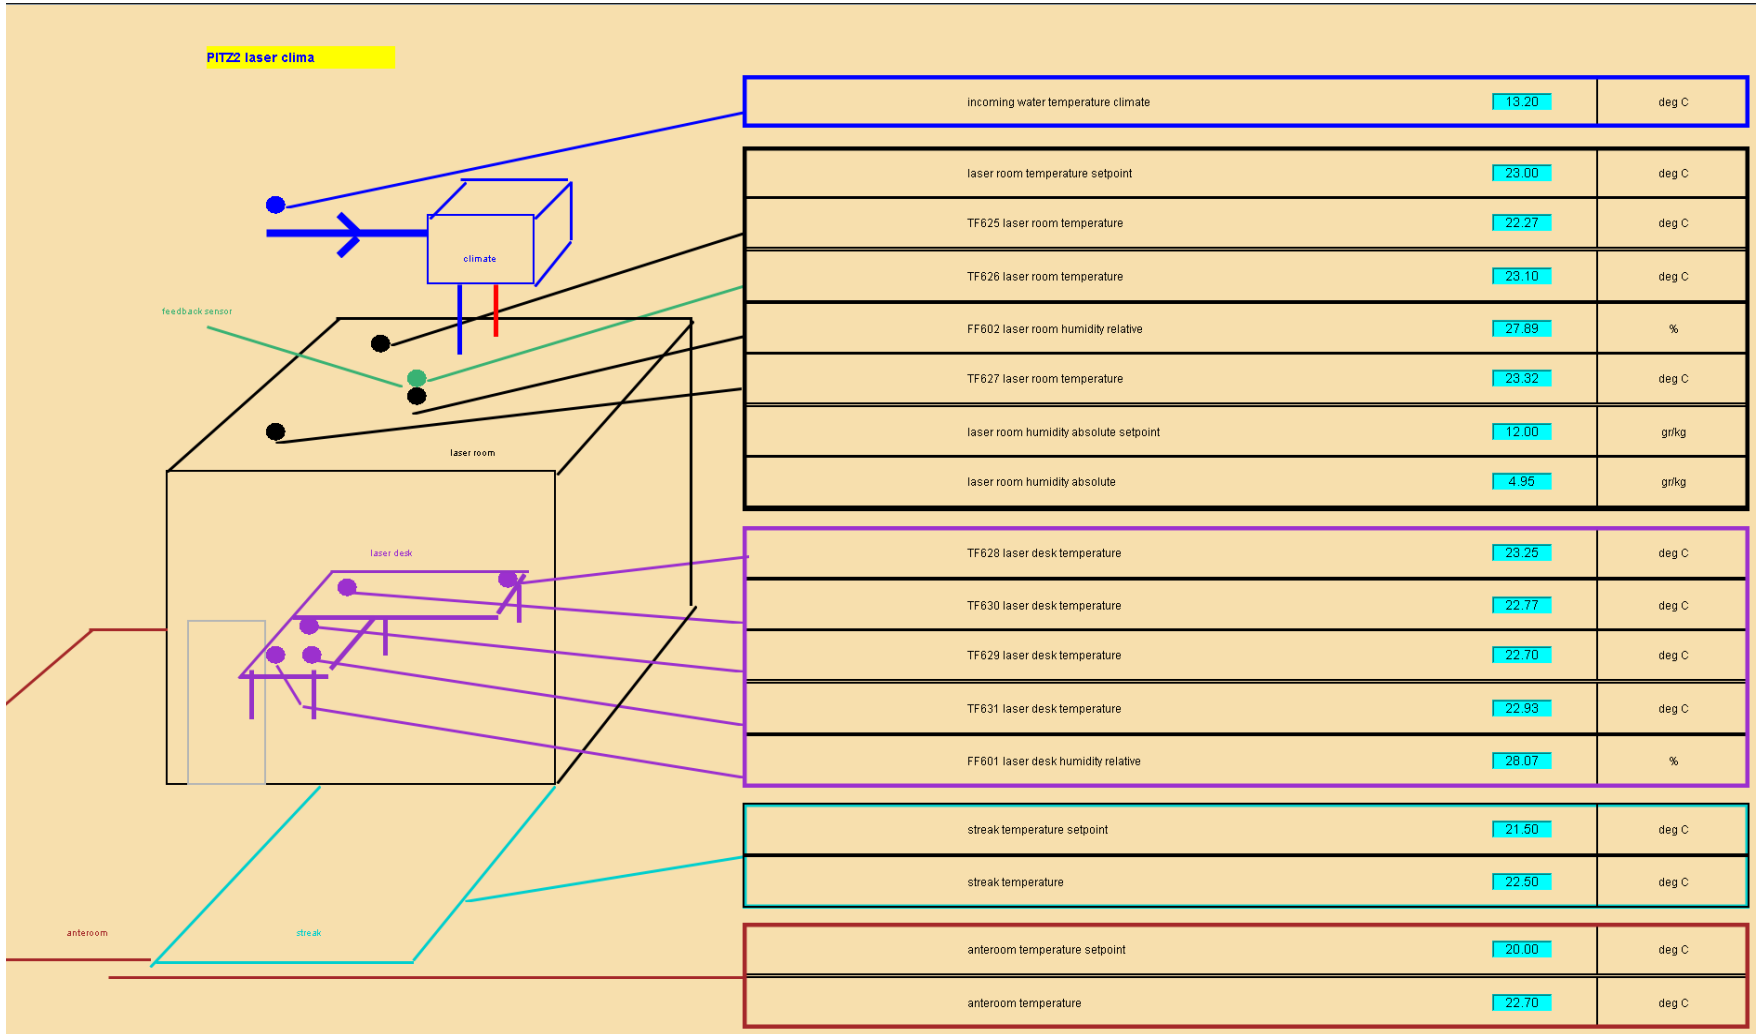 PITZ2 laser clima
incoming water temperature climate 13.20 deg C
laser room temperature setpoint 23.00 deg C
TF625 laser room temperature 22.27 deg C
climate
TF626 laser room temperature 23.10 deg C
feedback sensor
FF602 laser room humidity relative 27.89 %
TF627 laser room temperature 23.32 deg C
laser room humidity absolute setpoint 12.00 gr/kg
laser room
laser room humidity absolute 4.95 gr/kg
laser desk
TF628 laser desk temperature 23.25 deg C
TF630 laser desk temperature 22.77 deg C
TF629 laser desk temperature 22.70 deg C
TF631 laser desk temperature 22.93 deg C
FF601 laser desk humidity relative 28.07 %
streak temperature setpoint 21.50 deg C
streak temperature 22.50 deg C
anteroom
streak
anteroom temperature setpoint 20.00 deg C
anteroom temperature 22.70 deg C